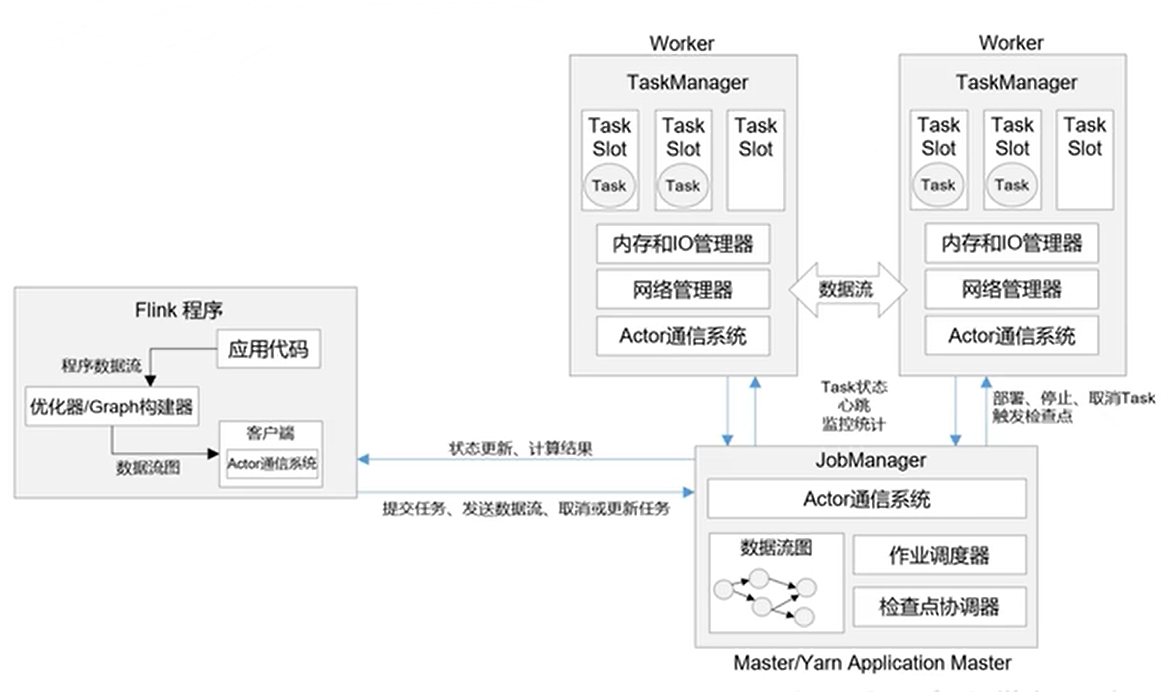 Worker
TaskManager
Task Slot
Task
Task Slot
Task
Task Slot
内存和IO管理器
网络管理器
Actor通信系统
数据流
Worker
TaskManager
Task Slot
Task
Task Slot
Task
Task Slot
内存和IO管理器
网络管理器
Actor通信系统
Flink 程序
应用代码
程序数据流
优化器/Graph构建器
数据流图
客户端
Actor通信系统
状态更新、计算结果
提交任务、发送数据流、取消或更新任务
Task状态
心跳
监控统计
部署、停止、取消Task
触发检查点
JobManager
Actor通信系统
数据流图
作业调度器
检查点协调器
Master/Yarn Application Master